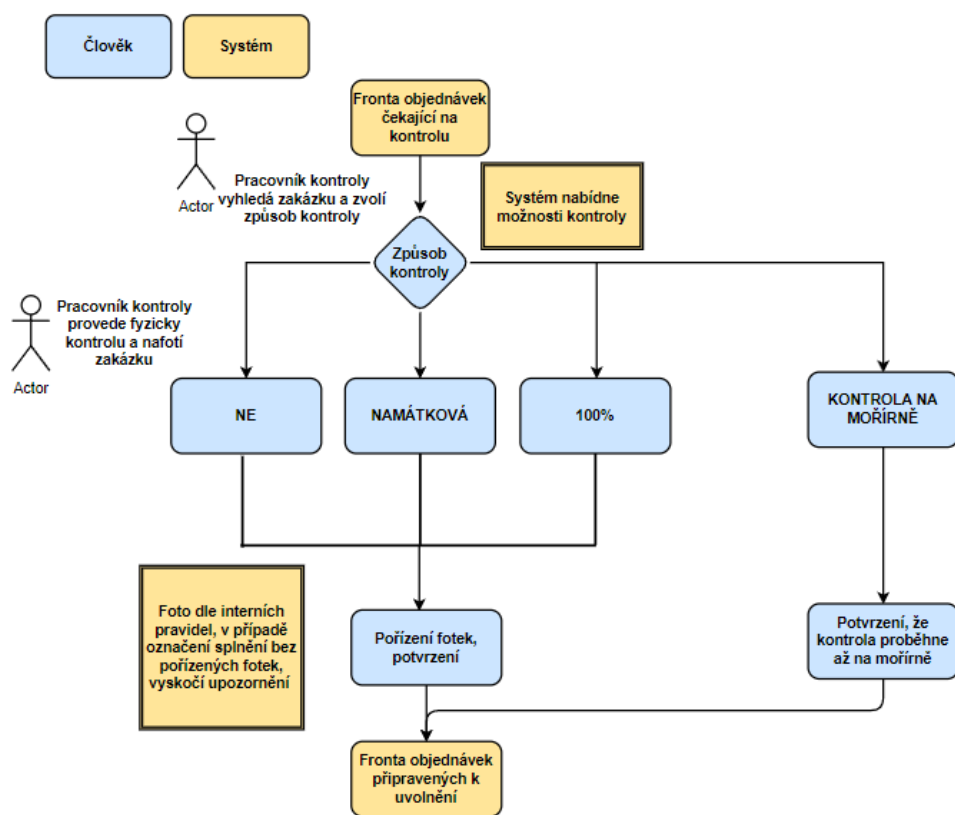 Člověk
Systém
Fronta objednávek
čekající na
kontrolu
Actor
Pracovník kontroly
vyhledá zakázku a zvolí
způsob kontroly
Systém nabídne
možnosti kontroly
Způsob
kontroly
Actor
Pracovník kontroly
provede fyzicky
kontrolu a nafotí
zakázku
NE
NAMÁTKOVÁ
100%
KONTROLA NA
MOŘÍRNĚ
Foto dle interních
pravidel, v případě
označení splnění bez
pořízených fotek,
vyskočí upozornění
Pořízení fotek,
potvrzení
Potvrzení, že
kontrola proběhne
až na mořírně
Fronta objednávek
připravených k
uvolnění